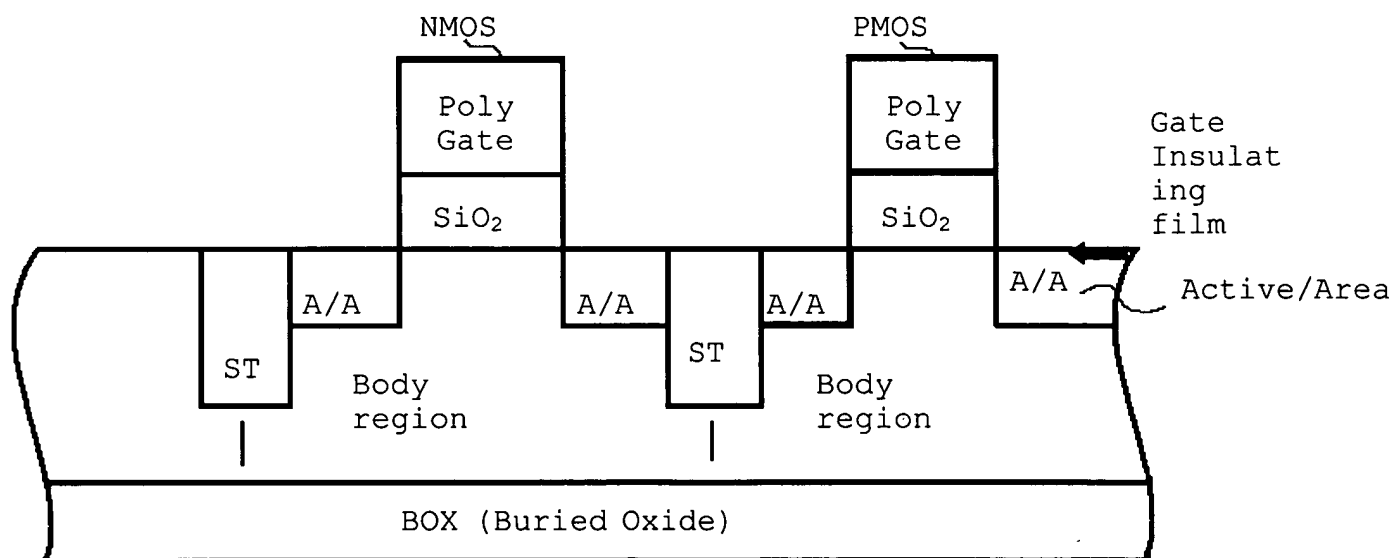 NMOS
PMOS
Poly
Gate
Poly
Gate
Gate
Insulat
ing
film
SiO₂
SiO₂
A/A
A/A
A/A
A/A
Active/Area
ST
ST
Body
region
Body
region
I
I
BOX (Buried Oxide)